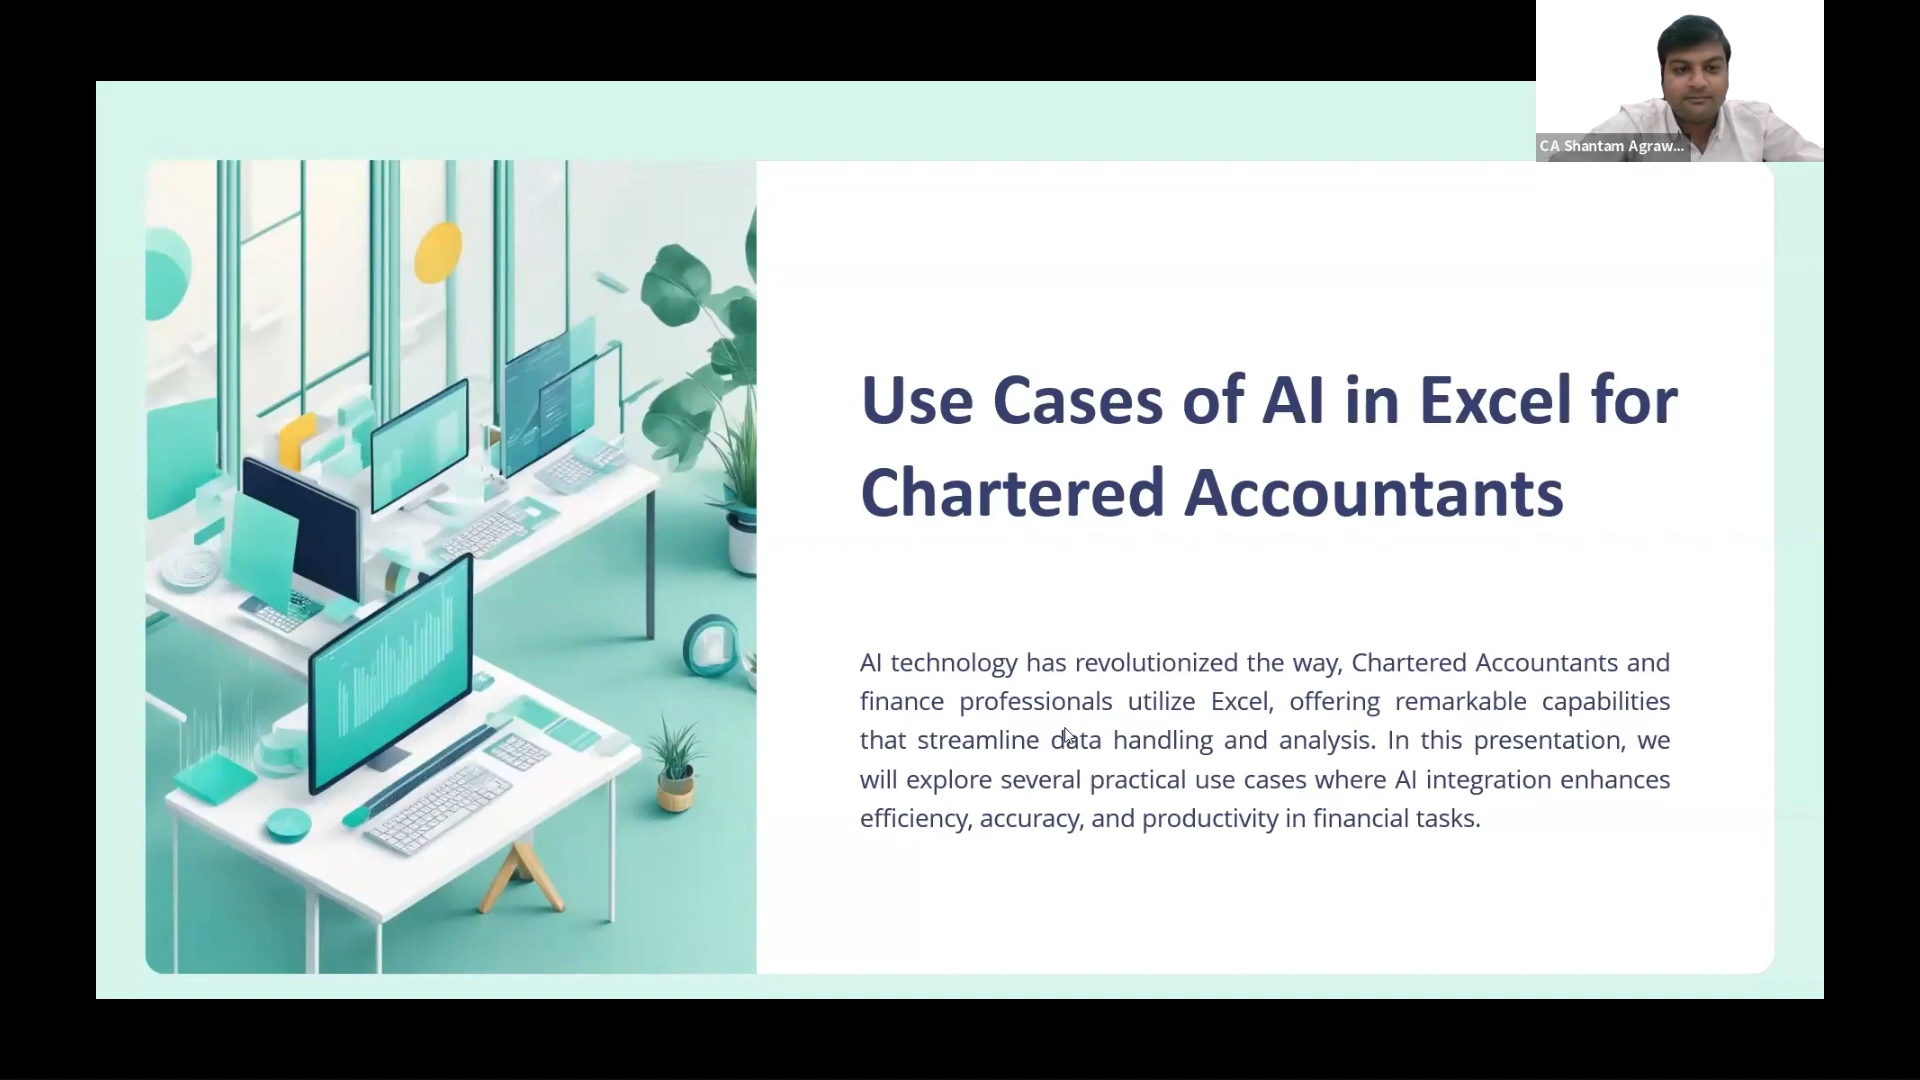 CA Shantam Agraw...
Use Cases of AI in Excel for
Chartered Accountants
AI technology has revolutionized the way, Chartered Accountants and
finance professionals utilize Excel, offering remarkable capabilities
that streamline data handling and analysis. In this presentation, we
will explore several practical use cases where AI integration enhances
efficiency, accuracy, and productivity in financial tasks.